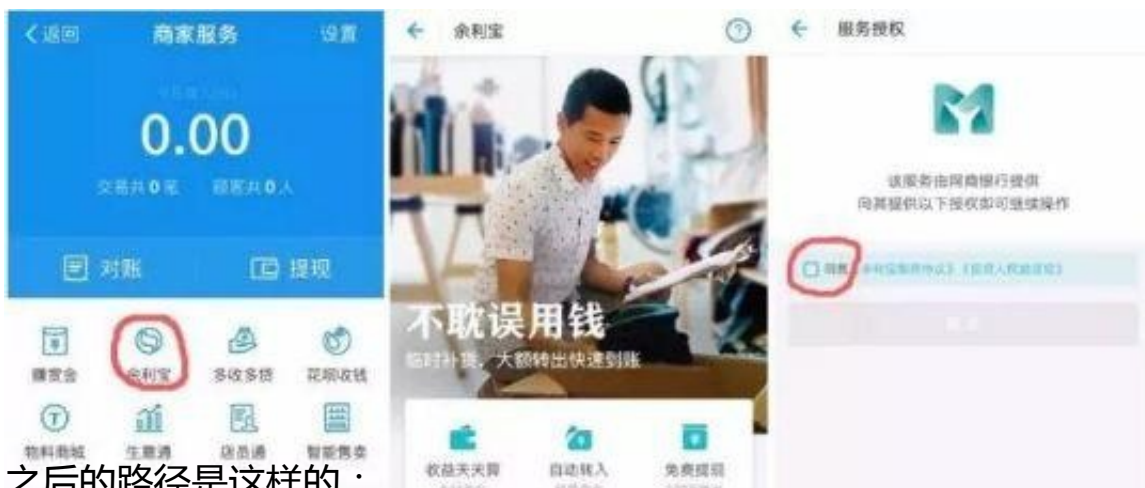 返回 商家服务 设置
0.00
交易共0笔 顾客共0人
对账 提现
赚赏金 余利宝 多收多贷 花呗收钱
物料商城 生意通 店员通 智能售卖
之后的路径是这样的：
余利宝
不耽误用钱
临时补货，大额转出快速到账
收益天天算 自动转入 免费提现
服务授权
该服务由网商银行提供
向其提供以下授权即可继续操作
同意